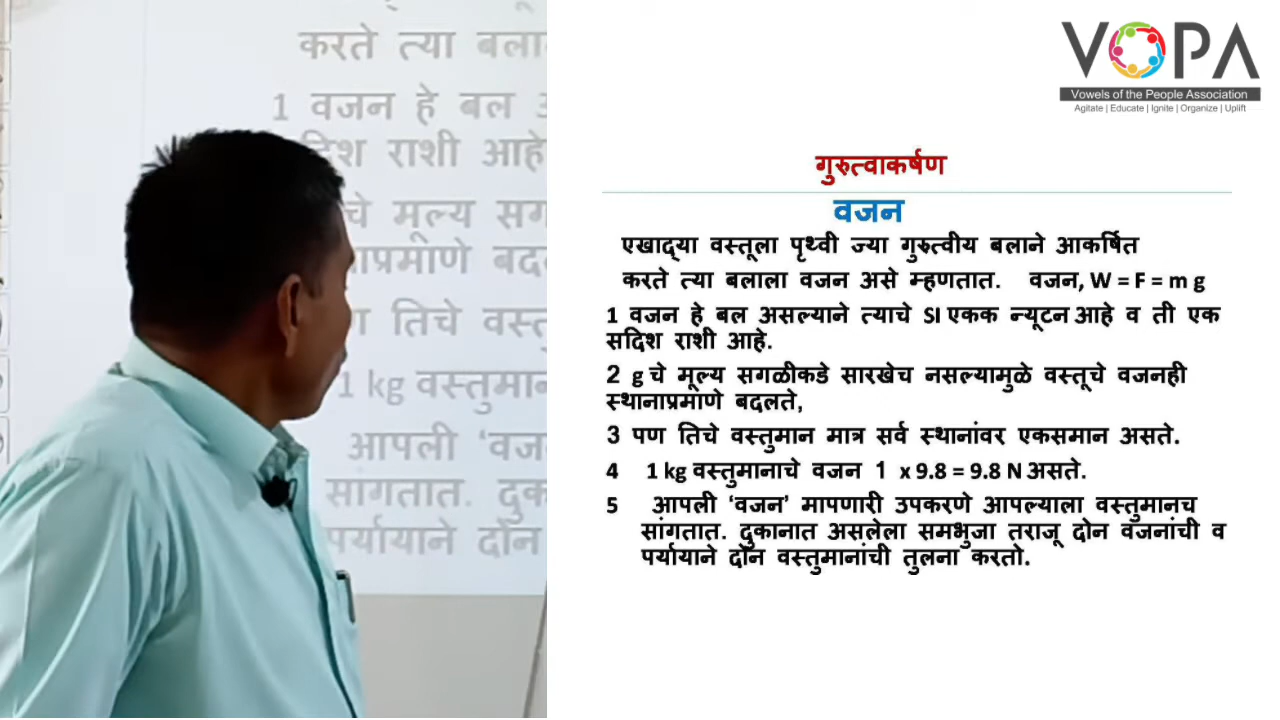 करते त्या बला
1 वजन हे बल
दिश राशी आहे
चे मूल्य सग
ाप्रमाणे बद
तिचे वस्त
1 kg वस्तुमान
आपली ‘वज
सांगतात. दुक
पर्यायाने दोन
VOPA
Vowels of the People Association
Agitate | Educate | Ignite | Organize | Uplift
गुरुत्वाकर्षण
वजन
एखाद्या वस्तूला पृथ्वी ज्या गुरुत्वीय बलाने आकर्षित
करते त्या बलाला वजन असे म्हणतात. वजन, W = F = m g
1 वजन हे बल असल्याने त्याचे SI एकक न्यूटन आहे व ती एक
सदिश राशी आहे.
2 g चे मूल्य सगळीकडे सारखेच नसल्यामुळे वस्तूचे वजनही
स्थानाप्रमाणे बदलते,
3 पण तिचे वस्तुमान मात्र सर्व स्थानांवर एकसमान असते.
4 1 kg वस्तुमानाचे वजन 1 x 9.8 = 9.8 N असते.
5 आपली ‘वजन’ मापणारी उपकरणे आपल्याला वस्तुमानच
सांगतात. दुकानात असलेला समभुजा तराजू दोन वजनांची व
पर्यायाने दोन वस्तुमानांची तुलना करतो.